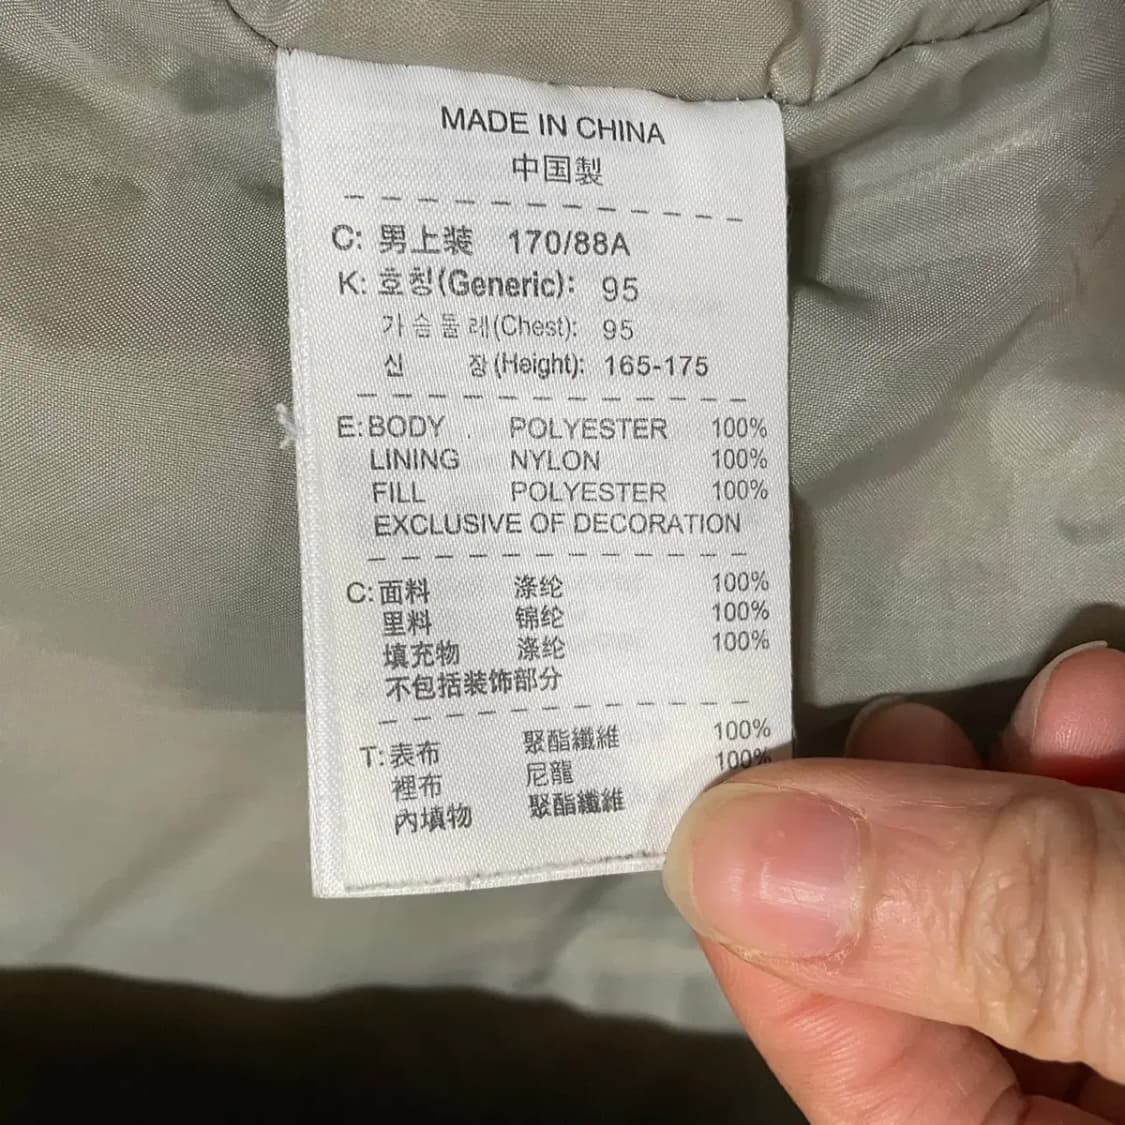 MADE IN CHINA
中国製
C: 男上装 170/88A
K: 호칭(Generic): 95
가슴둘레(Chest): 95
신 장(Height): 165-175
E: BODY POLYESTER 100%
LINING NYLON 100%
FILL POLYESTER 100%
EXCLUSIVE OF DECORATION
C: 面料 涤纶 100%
里料 锦纶 100%
填充物 涤纶 100%
不包括装饰部分
T: 表布 聚酯纖維 100%
裡布 尼龍 100%
內填物 聚酯纖維